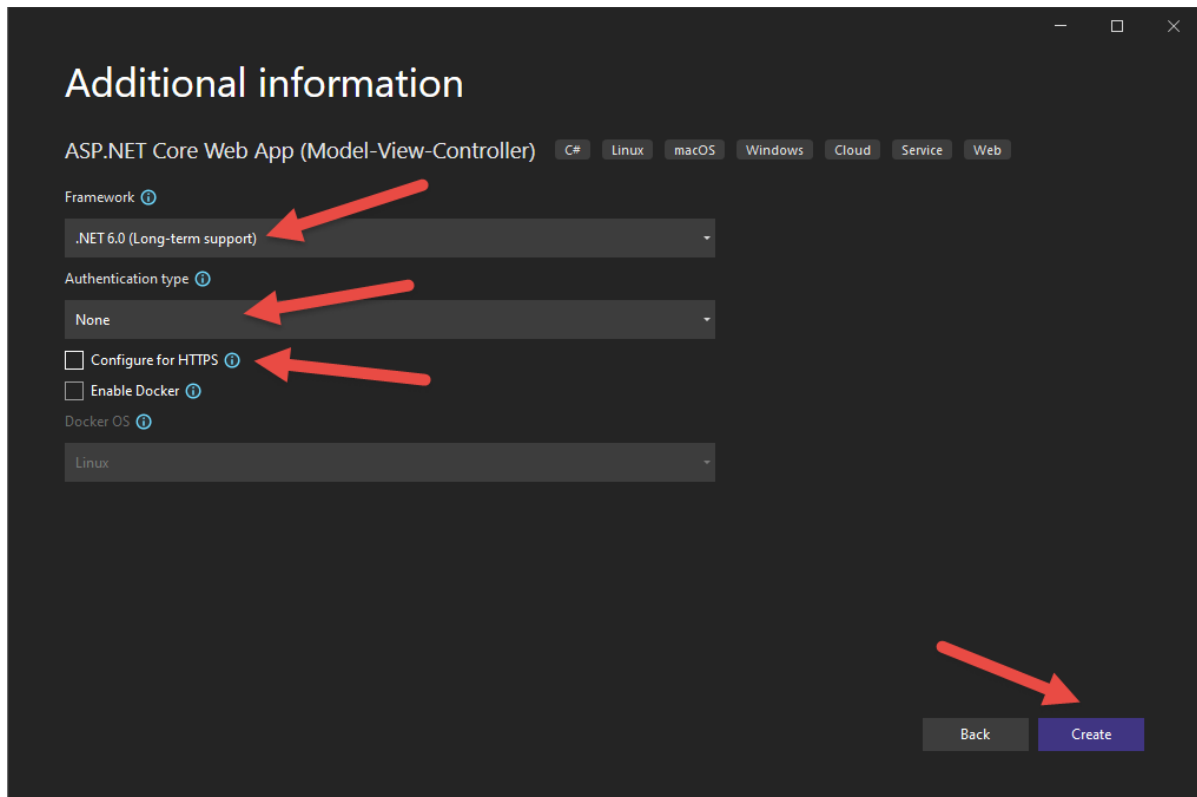 Additional information
ASP.NET Core Web App (Model-View-Controller) C# Linux macOS Windows Cloud Service Web
Framework
.NET 6.0 (Long-term support)
Authentication type
None
Configure for HTTPS
Enable Docker
Docker OS
Linux
Back Create